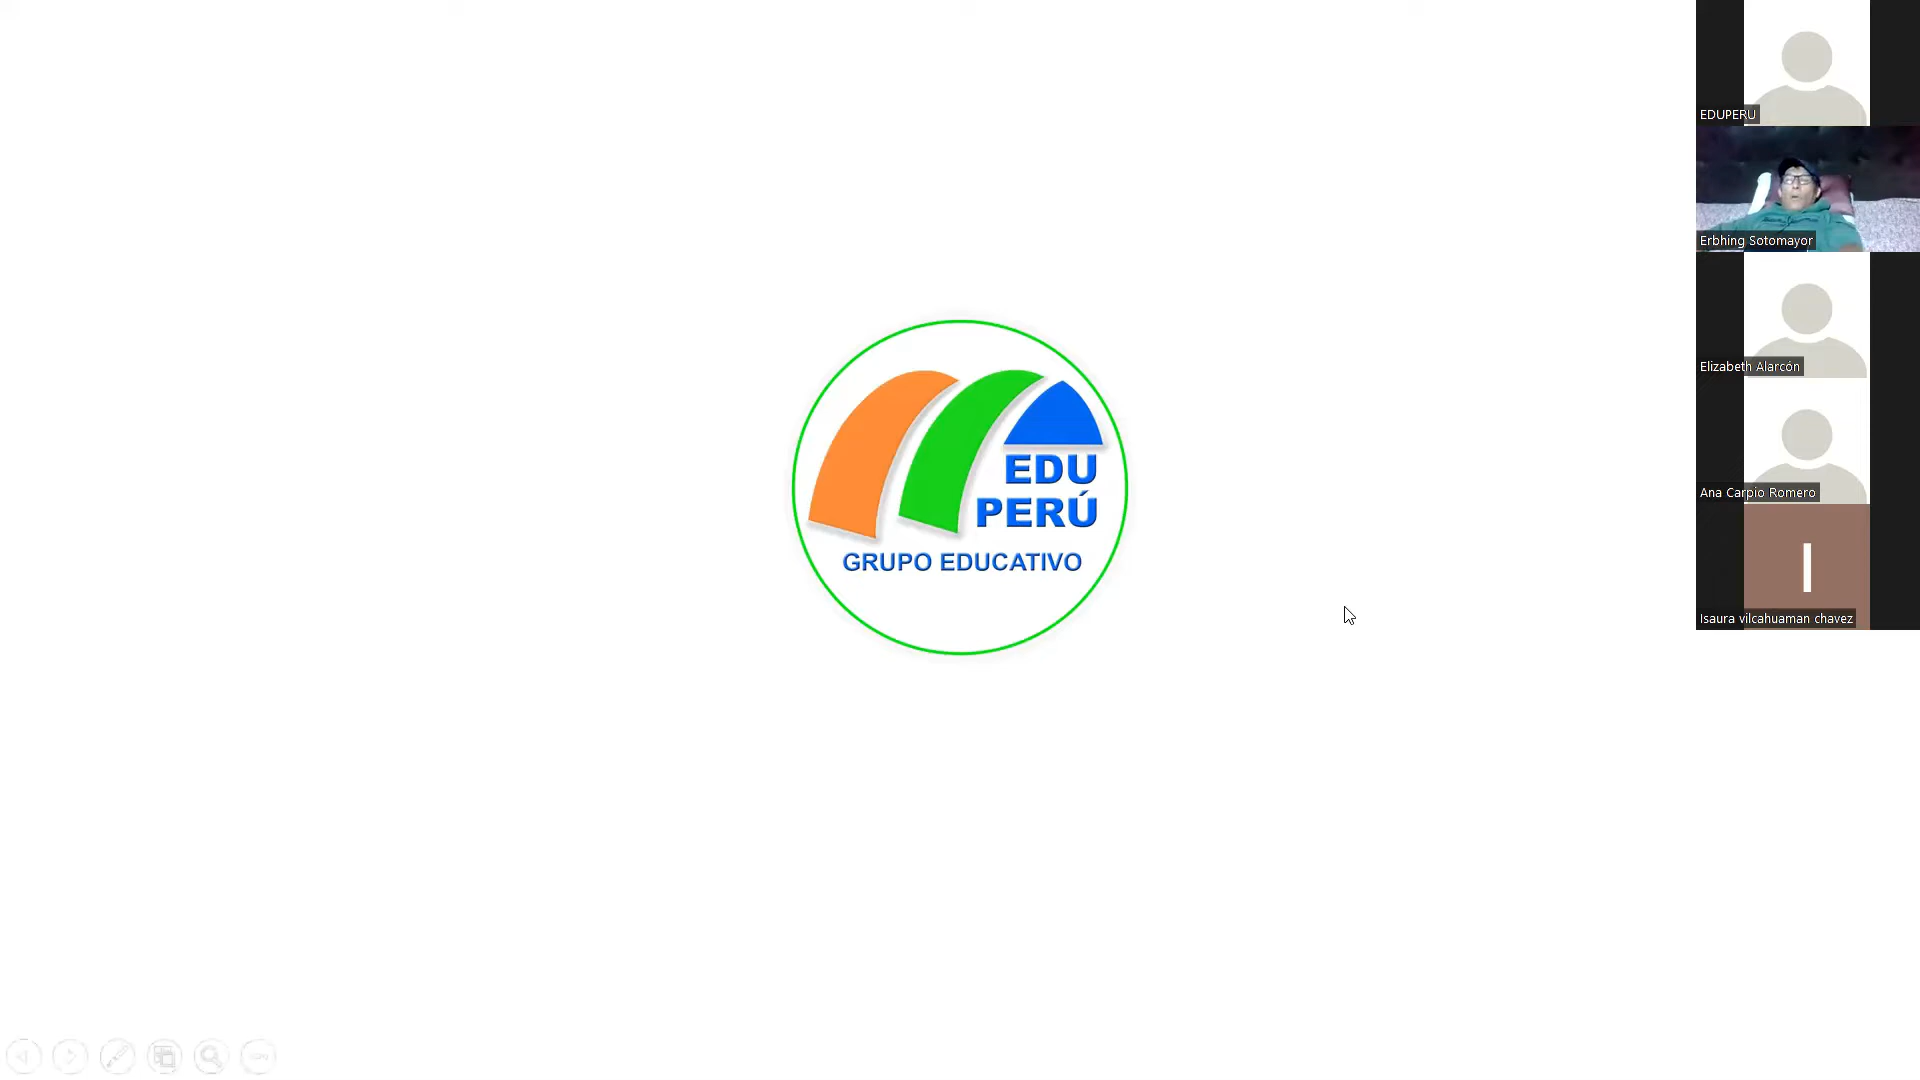 EDU
PERÚ
GRUPO EDUCATIVO
EDUPERU
Erbhing Sotomayor
Elizabeth Alarcón
Ana Carpio Romero
I
Isaura vilcahuaman chavez